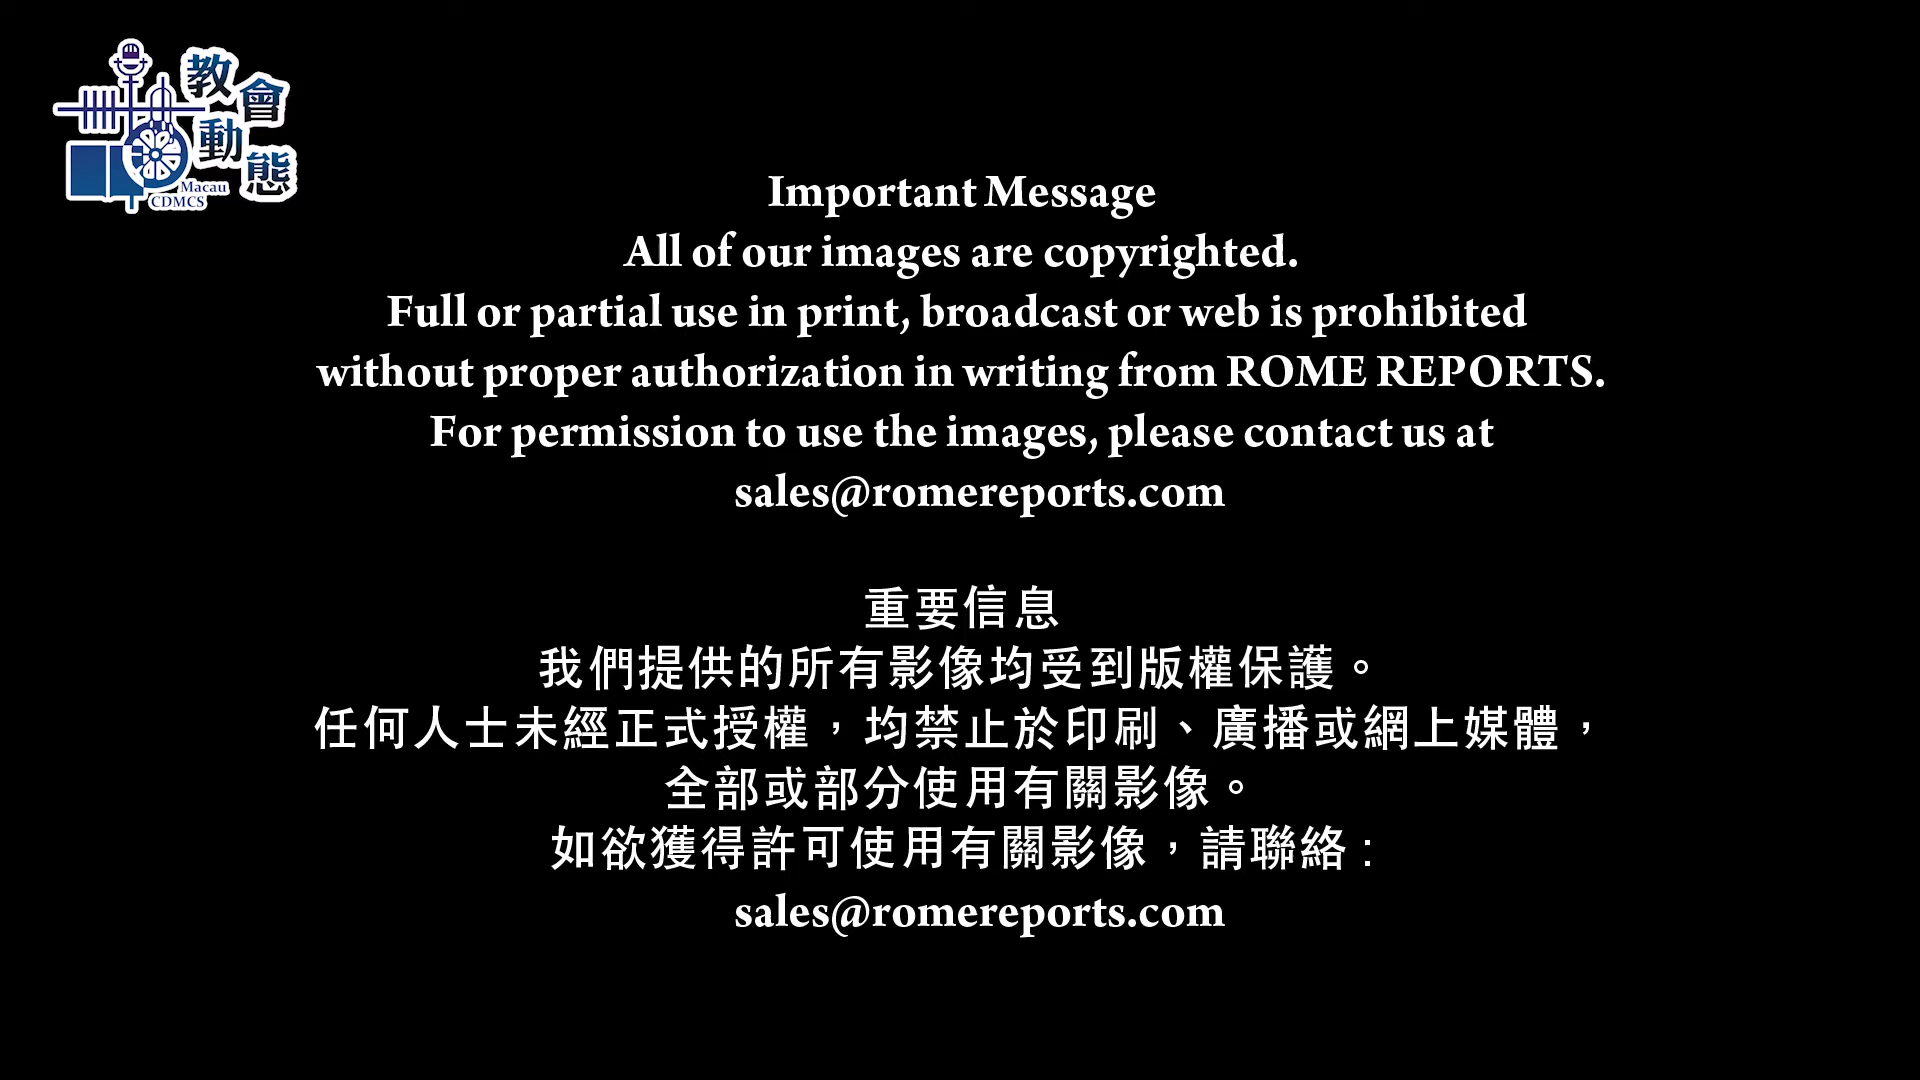 教會動態
Macau
CDMCS
Important Message
All of our images are copyrighted.
Full or partial use in print, broadcast or web is prohibited
without proper authorization in writing from ROME REPORTS.
For permission to use the images, please contact us at
sales@romereports.com
重要信息
我們提供的所有影像均受到版權保護。
任何人士未經正式授權，均禁止於印刷、廣播或網上媒體，
全部或部分使用有關影像。
如欲獲得許可使用有關影像，請聯絡 :
sales@romereports.com